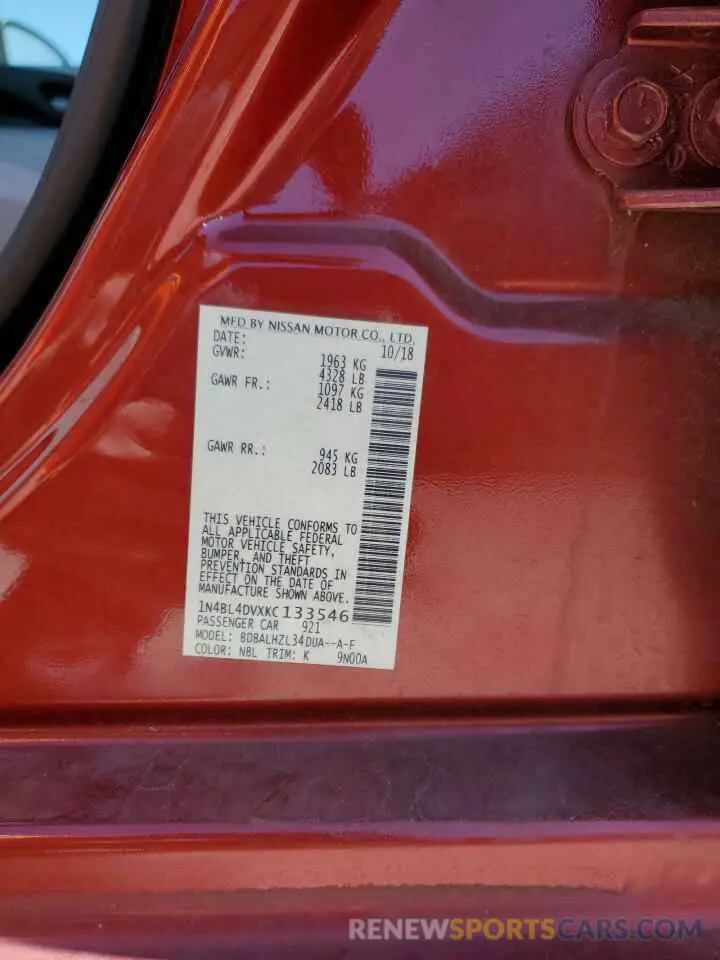 MFD BY NISSAN MOTOR CO., LTD.
DATE: 10/18
GVWR: 1963 KG
4328 LB
GAWR FR.: 1097 KG
2418 LB
GAWR RR.: 945 KG
2083 LB
THIS VEHICLE CONFORMS TO
ALL APPLICABLE FEDERAL
MOTOR VEHICLE SAFETY,
BUMPER, AND THEFT
PREVENTION STANDARDS IN
EFFECT ON THE DATE OF
MANUFACTURE SHOWN ABOVE.
1N4BL4DVXKC133546
PASSENGER CAR 921
MODEL: BDBALHZL34DUA--A-F
COLOR: NBL TRIM: K 9N00A
RENEWSPORTSCARS.COM